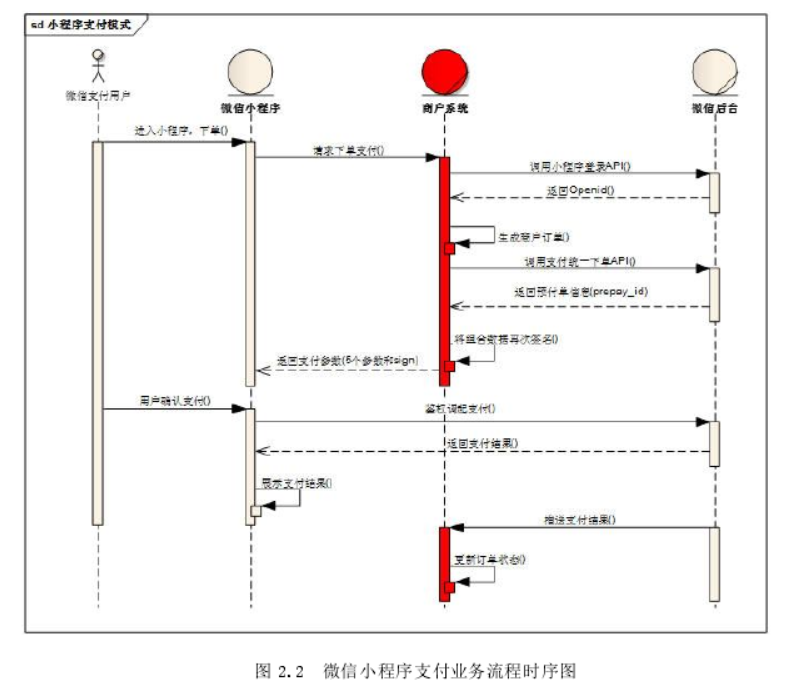 sd 小程序支付模式
微信支付用户
微信小程序
商户系统
微信后台
进入小程序，下单()
请求下单支付()
调用小程序登录API()
返回Openid()
生成商户订单()
调用支付统一下单API()
返回预付单信息(prepay_id)
将组合数据再次签名()
返回支付参数(5个参数和sign)
用户确认支付()
鉴权调起支付()
返回支付结果()
展示支付结果()
推送支付结果()
更新订单状态()
图 2.2 微信小程序支付业务流程时序图